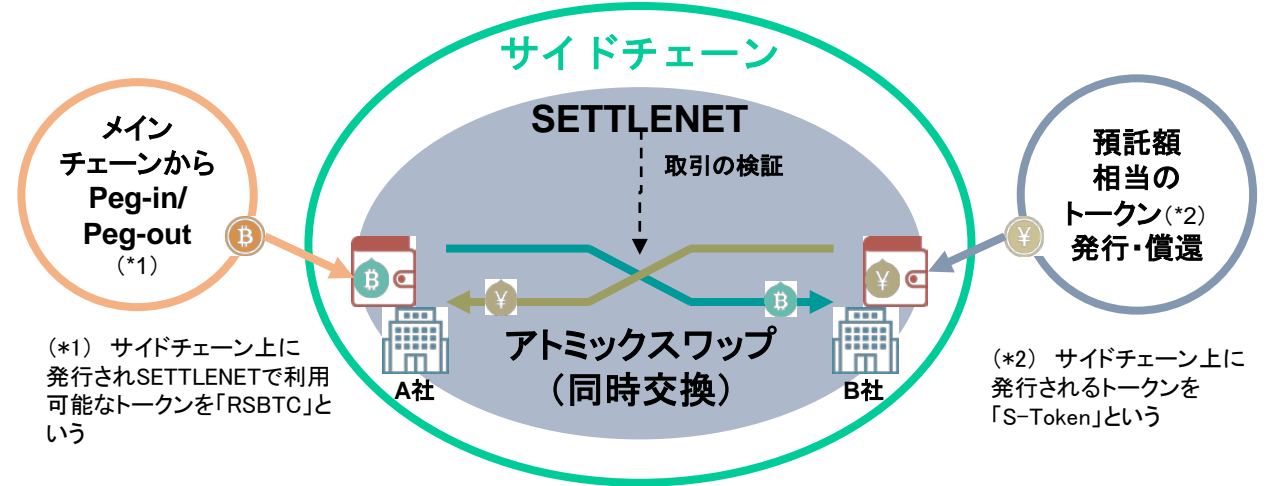 サイドチェーン
SETTLENET
取引の検証
メイン
チェーンから
Peg-in/
Peg-out
(*1)
預託額
相当の
トークン(*2)
発行・償還
アトミックスワップ
（同時交換）
A社
B社
(*1)　サイドチェーン上に
発行されSETTLENETで利用
可能なトークンを「RSBTC」と
いう
(*2)　サイドチェーン上に
発行されるトークンを
「S-Token」という